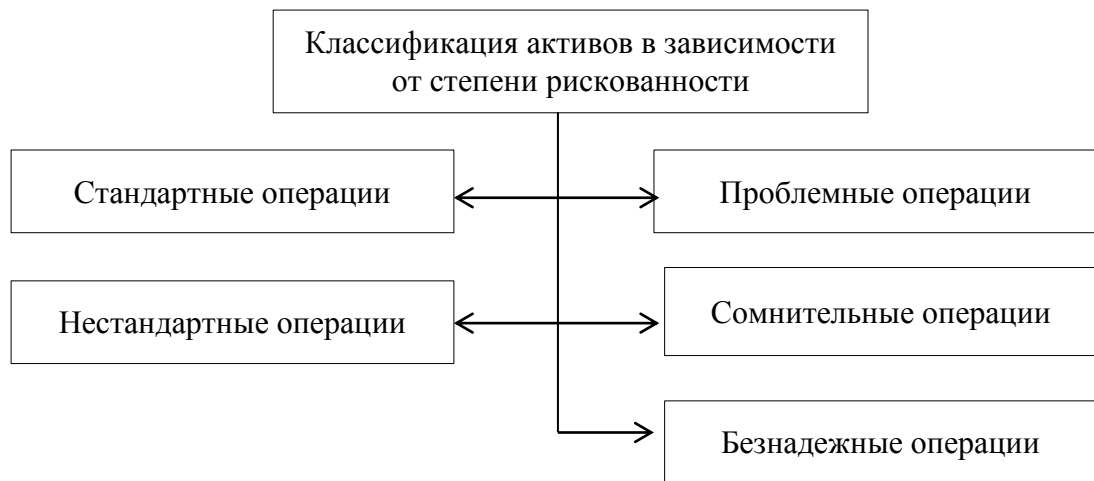 Классификация активов в зависимости
от степени рискованности
Стандартные операции
Проблемные операции
Нестандартные операции
Сомнительные операции
Безнадежные операции